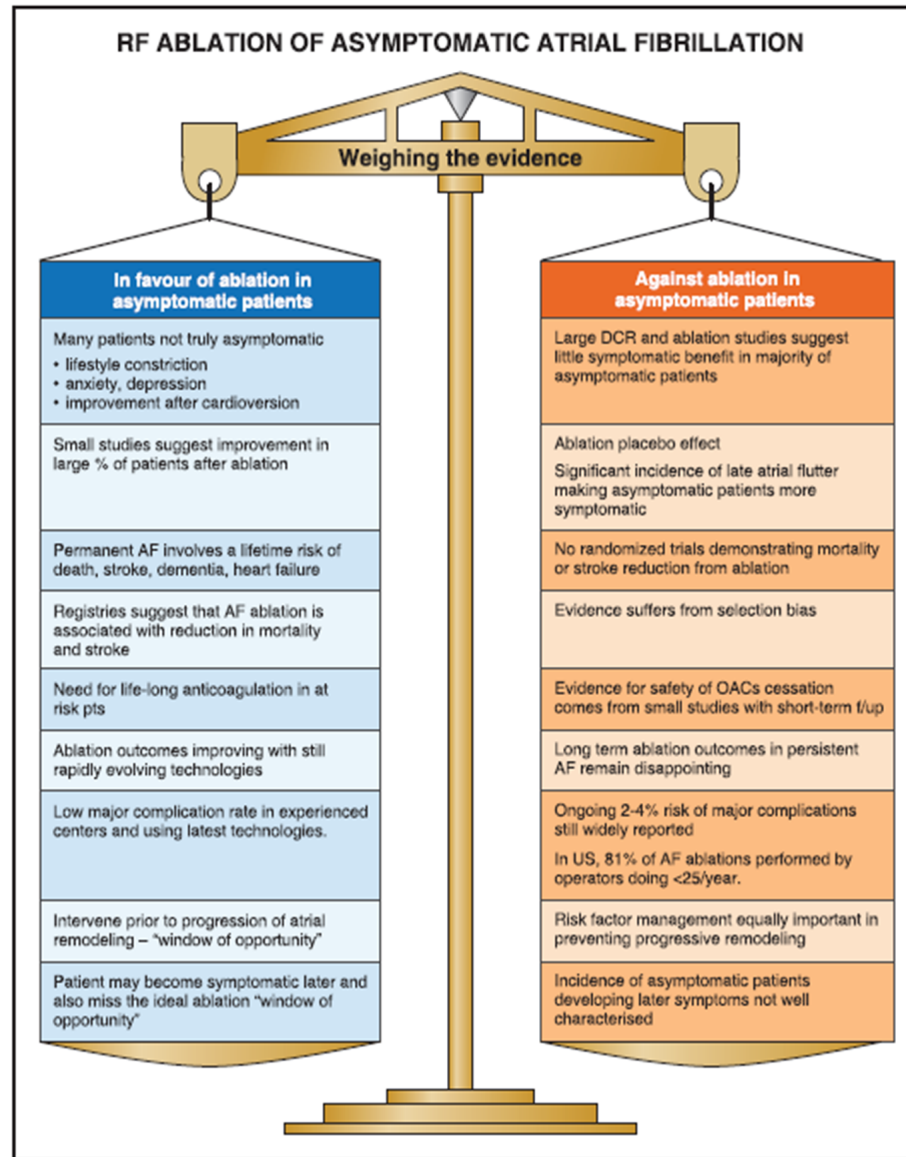 RF ABLATION OF ASYMPTOMATIC ATRIAL FIBRILLATION
Weighing the evidence
In favour of ablation in
asymptomatic patients
Many patients not truly asymptomatic
• lifestyle constriction
• anxiety, depression
• improvement after cardioversion
Small studies suggest improvement in
large % of patients after ablation
Permanent AF involves a lifetime risk of
death, stroke, dementia, heart failure
Registries suggest that AF ablation is
associated with reduction in mortality
and stroke
Need for life-long anticoagulation in at
risk pts
Ablation outcomes improving with still
rapidly evolving technologies
Low major complication rate in experienced
centers and using latest technologies.
Intervene prior to progression of atrial
remodeling – “window of opportunity”
Patient may become symptomatic later and
also miss the ideal ablation “window of
opportunity”
Against ablation in
asymptomatic patients
Large DCR and ablation studies suggest
little symptomatic benefit in majority of
asymptomatic patients
Ablation placebo effect
Significant incidence of late atrial flutter
making asymptomatic patients more
symptomatic
No randomized trials demonstrating mortality
or stroke reduction from ablation
Evidence suffers from selection bias
Evidence for safety of OACs cessation
comes from small studies with short-term f/up
Long term ablation outcomes in persistent
AF remain disappointing
Ongoing 2-4% risk of major complications
still widely reported
In US, 81% of AF ablations performed by
operators doing <25/year.
Risk factor management equally important in
preventing progressive remodeling
Incidence of asymptomatic patients
developing later symptoms not well
characterised